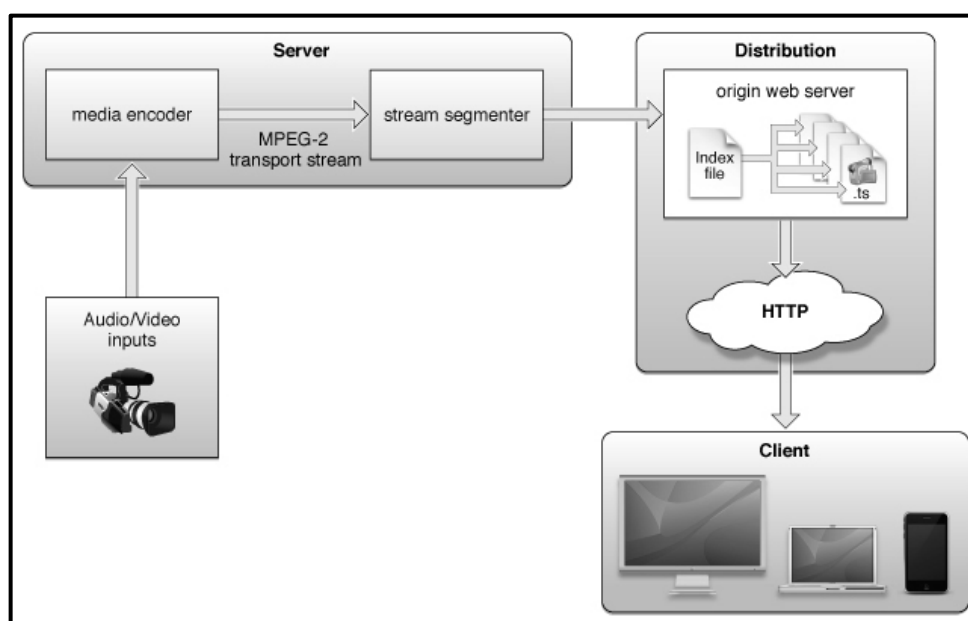 Server
media encoder
MPEG-2
transport stream
stream segmenter
Distribution
origin web server
Index
file
.ts
HTTP
Audio/Video
inputs
Client